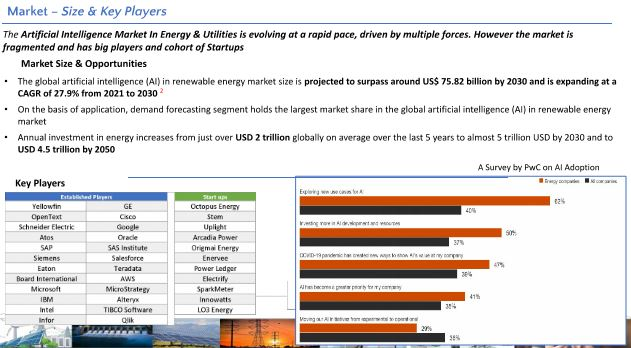 Market – Size & Key Players
The Artificial Intelligence Market In Energy & Utilities is evolving at a rapid pace, driven by multiple forces. However the market is
fragmented and has big players and cohort of Startups
Market Size & Opportunities
• The global artificial intelligence (AI) in renewable energy market size is projected to surpass around US$ 75.82 billion by 2030 and is expanding at a
CAGR of 27.9% from 2021 to 2030 2
• On the basis of application, demand forecasting segment holds the largest market share in the global artificial intelligence (AI) in renewable energy
market
• Annual investment in energy increases from just over USD 2 trillion globally on average over the last 5 years to almost 5 trillion USD by 2030 and to
USD 4.5 trillion by 2050
A Survey by PwC on AI Adoption
Key Players
Established Players
Yellowfin GE
OpenText Cisco
Schneider Electric Google
Atos Oracle
SAP SAS Institute
Siemens Salesforce
Eaton Teradata
Board International AWS
Microsoft MicroStrategy
IBM Alteryx
Intel TIBCO Software
Infor Qlik
Start ups
Octopus Energy
Stem
Uplight
Arcadia Power
Origmal Energy
Enervee
Power Ledger
Electrify
SparkMeter
Innowatts
LO3 Energy
Energy companies All companies
Exploring new use cases for AI
62%
40%
Investing more in AI development and resources
50%
37%
COVID-19 pandemic has created new ways to show AI's value at my company
47%
39%
AI has become a greater priority for my company
41%
35%
Moving our AI initiatives from experimental to operational
29%
36%